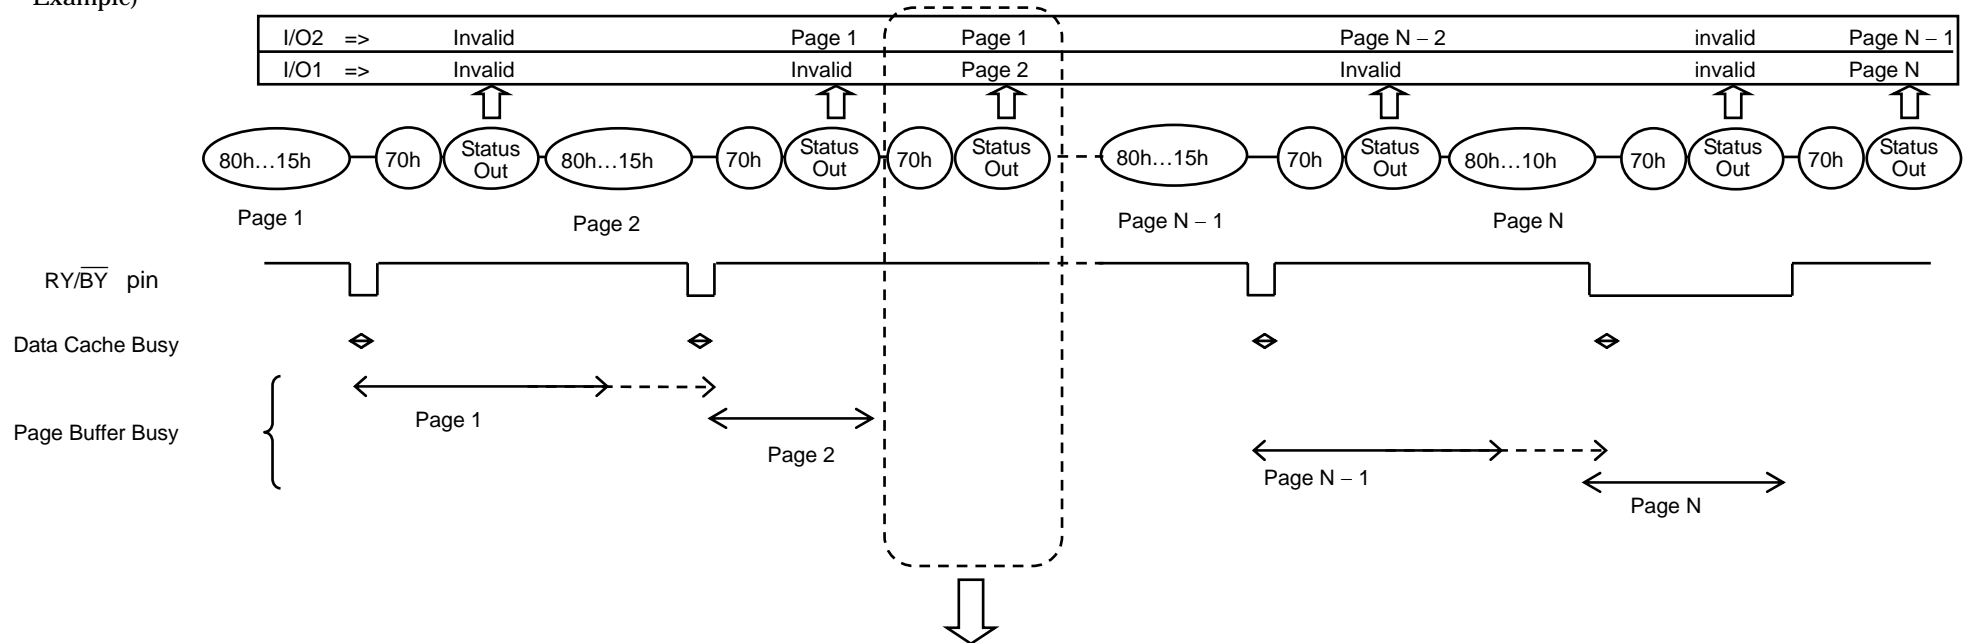 Example)
I/O2 => Invalid Page 1 Page 1 Page N – 2 invalid Page N – 1
I/O1 => Invalid Invalid Page 2 Invalid invalid Page N
80h…15h 70h Status Out 80h…15h 70h Status Out 70h Status Out 80h…15h 70h Status Out 80h…10h 70h Status Out 70h Status Out
Page 1 Page 2 Page N – 1 Page N
RY/B̅Y̅ pin
Data Cache Busy
Page Buffer Busy
Page 1
Page 2
Page N – 1
Page N